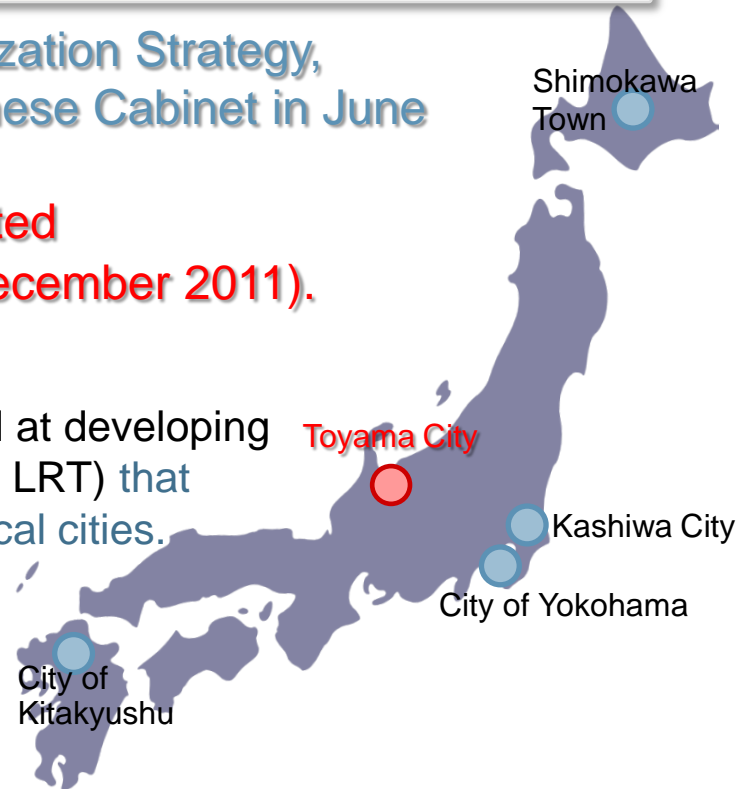 zation Strategy,
nese Cabinet in June
ted
ecember 2011).
at developing
LRT) that
cal cities.
Shimokawa
Town
Toyama City
Kashiwa City
City of Yokohama
City of
Kitakyushu